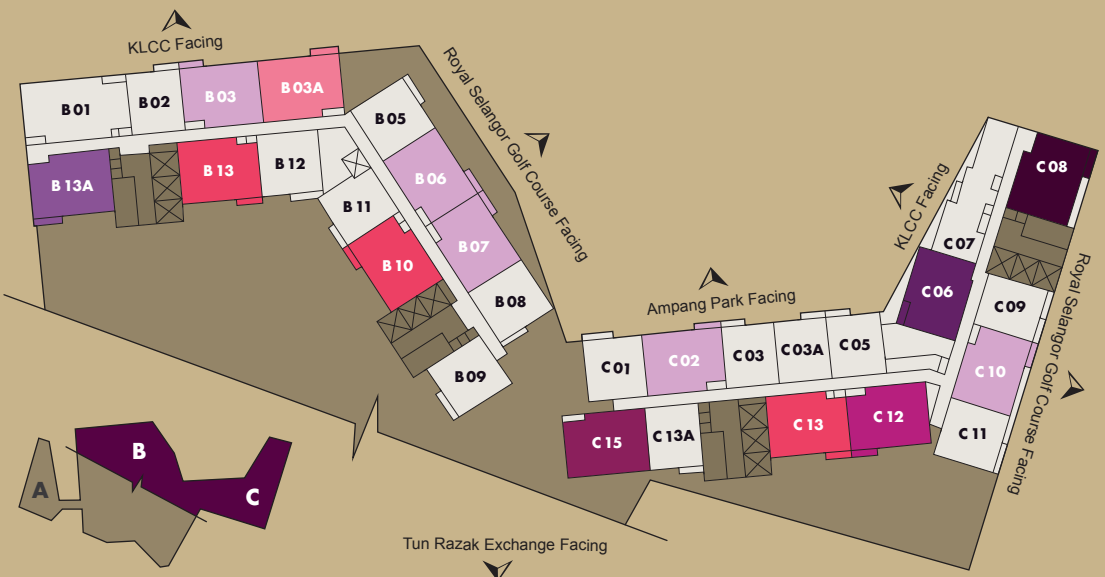 KLCC Facing
B01
B02
B03
B03A
B05
B06
B07
B08
B09
B10
B11
B12
B13
B13A
Royal Selangor Golf Course Facing
Ampang Park Facing
KLCC Facing
C01
C02
C03
C03A
C05
C06
C07
C08
C09
C10
C11
C12
C13
C13A
C15
Royal Selangor Golf Course Facing
A
B
C
Tun Razak Exchange Facing